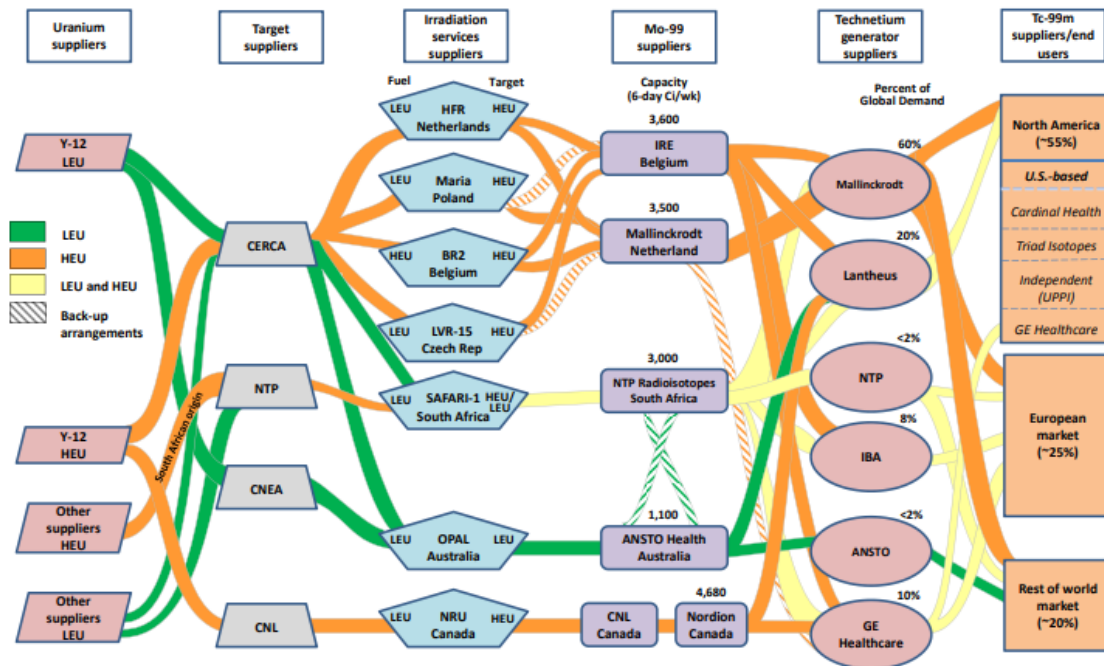 Uranium
suppliers
Target
suppliers
Irradiation
services suppliers
Mo-99
suppliers
Technetium
generator
suppliers
Tc-99m
suppliers/end
users
Fuel
Target
Capacity
(6-day Ci/wk)
Percent of
Global Demand
Y-12
LEU
Y-12
HEU
Other
suppliers
HEU
Other
suppliers
LEU
LEU
HEU
LEU and HEU
Back-up
arrangements
South African origin
CERCA
NTP
CNEA
CNL
LEU
HEU
HFR
Netherlands
LEU
HEU
Maria
Poland
HEU
HEU
BR2
Belgium
LEU
HEU
LVR-15
Czech Rep
LEU
HEU/
LEU
SAFARI-1
South Africa
LEU
LEU
OPAL
Australia
LEU
HEU
NRU
Canada
3,600
IRE
Belgium
3,500
Mallinckrodt
Netherland
3,000
NTP Radioisotopes
South Africa
1,100
ANSTO Health
Australia
CNL
Canada
4,680
Nordion
Canada
60%
Mallinckrodt
20%
Lantheus
<2%
NTP
8%
IBA
<2%
ANSTO
10%
GE
Healthcare
North America
(~55%)
U.S.-based
Cardinal Health
Triad Isotopes
Independent
(UPPI)
GE Healthcare
European
market
(~25%)
Rest of world
market
(~20%)